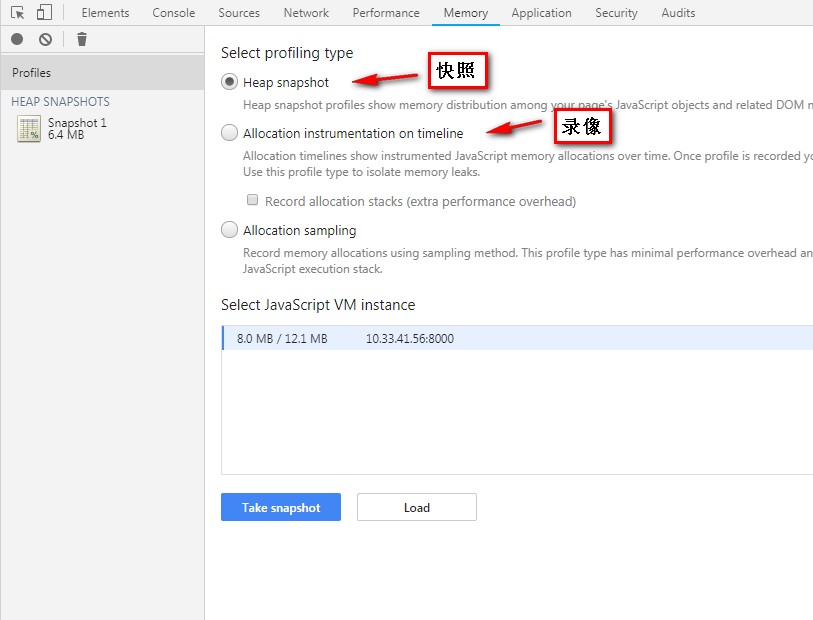 Elements Console Sources Network Performance Memory Application Security Audits
Profiles
HEAP SNAPSHOTS
Snapshot 1
6.4 MB
Select profiling type
Heap snapshot
快照
Heap snapshot profiles show memory distribution among your page's JavaScript objects and related DOM n
Allocation instrumentation on timeline
录像
Allocation timelines show instrumented JavaScript memory allocations over time. Once profile is recorded yo
Use this profile type to isolate memory leaks.
Record allocation stacks (extra performance overhead)
Allocation sampling
Record memory allocations using sampling method. This profile type has minimal performance overhead an
JavaScript execution stack.
Select JavaScript VM instance
8.0 MB / 12.1 MB 10.33.41.56:8000
Take snapshot Load